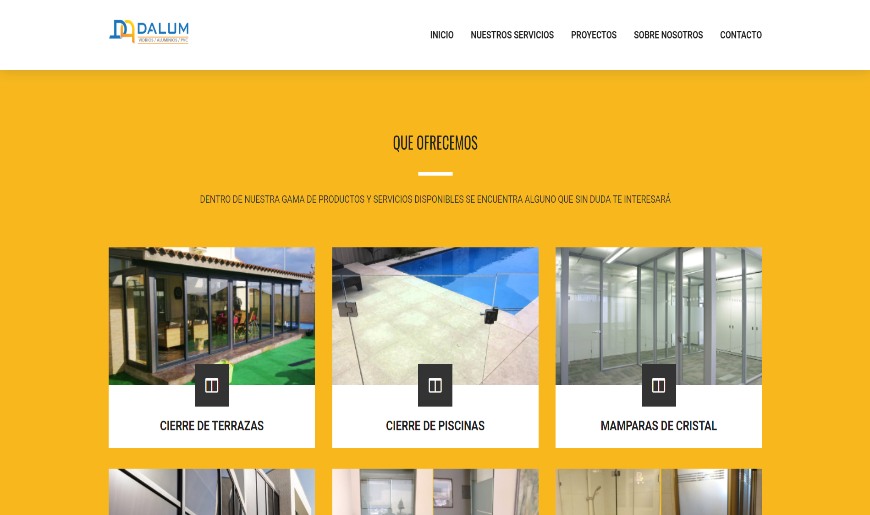 DALUM
VIDRIOS / ALUMINIOS / PVC
INICIO
NUESTROS SERVICIOS
PROYECTOS
SOBRE NOSOTROS
CONTACTO
QUE OFRECEMOS
DENTRO DE NUESTRA GAMA DE PRODUCTOS Y SERVICIOS DISPONIBLES SE ENCUENTRA ALGUNO QUE SIN DUDA TE INTERESARÁ
CIERRE DE TERRAZAS
CIERRE DE PISCINAS
MAMPARAS DE CRISTAL